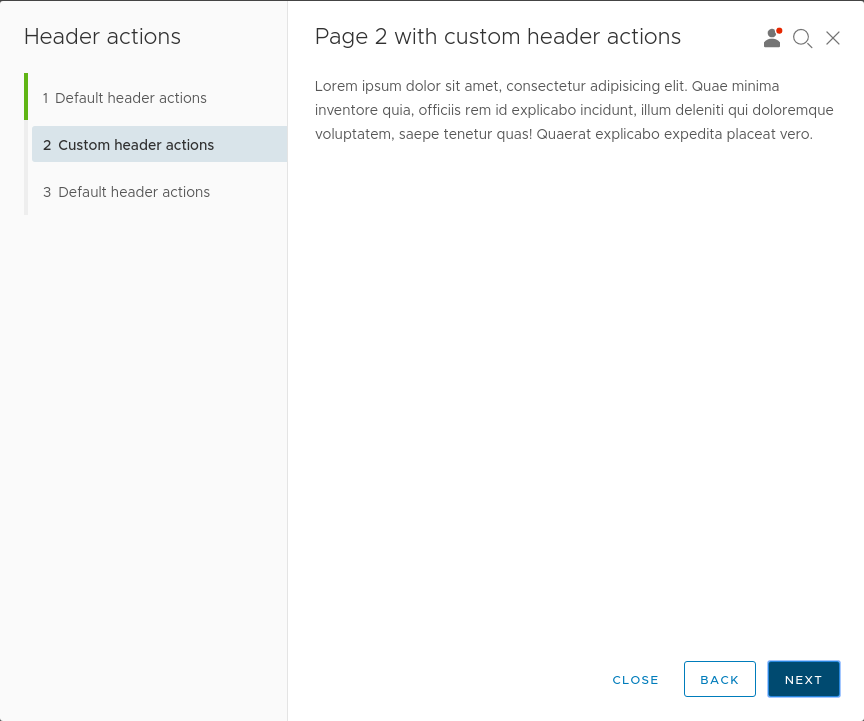 Header actions
1 Default header actions
2 Custom header actions
3 Default header actions
Page 2 with custom header actions
Lorem ipsum dolor sit amet, consectetur adipisicing elit. Quae minima
inventore quia, officiis rem id explicabo incidunt, illum deleniti qui doloremque
voluptatem, saepe tenetur quas! Quaerat explicabo expedita placeat vero.
CLOSE
BACK
NEXT